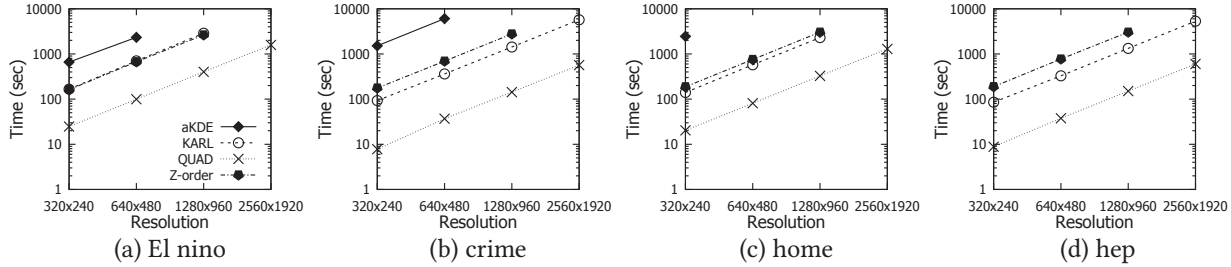 10000
1000
100
10
1
Time (sec)
aKDE
KARL
QUAD
Z-order
320x240 640x480 1280x960 2560x1920
Resolution
(a) El nino
10000
1000
100
10
1
Time (sec)
320x240 640x480 1280x960 2560x1920
Resolution
(b) crime
10000
1000
100
10
1
Time (sec)
320x240 640x480 1280x960 2560x1920
Resolution
(c) home
10000
1000
100
10
1
Time (sec)
320x240 640x480 1280x960 2560x1920
Resolution
(d) hep